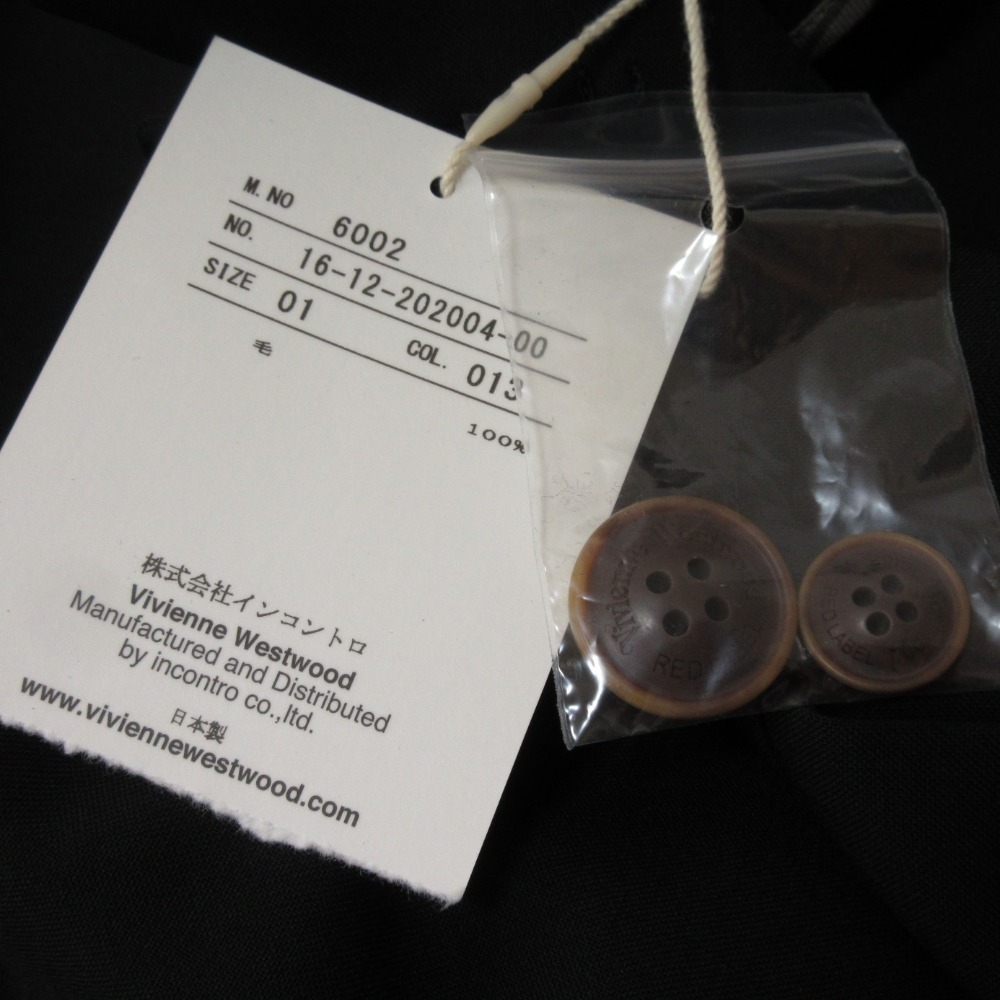 M. NO 6002
NO. 16-12-202004-00
SIZE 01 COL. 013
毛
100%
株式会社インコントロ
Vivienne Westwood
Manufactured and Distributed
by incontro co.,ltd.
日本製
www.viviennewestwood.com
Vivienne
RED
LABEL